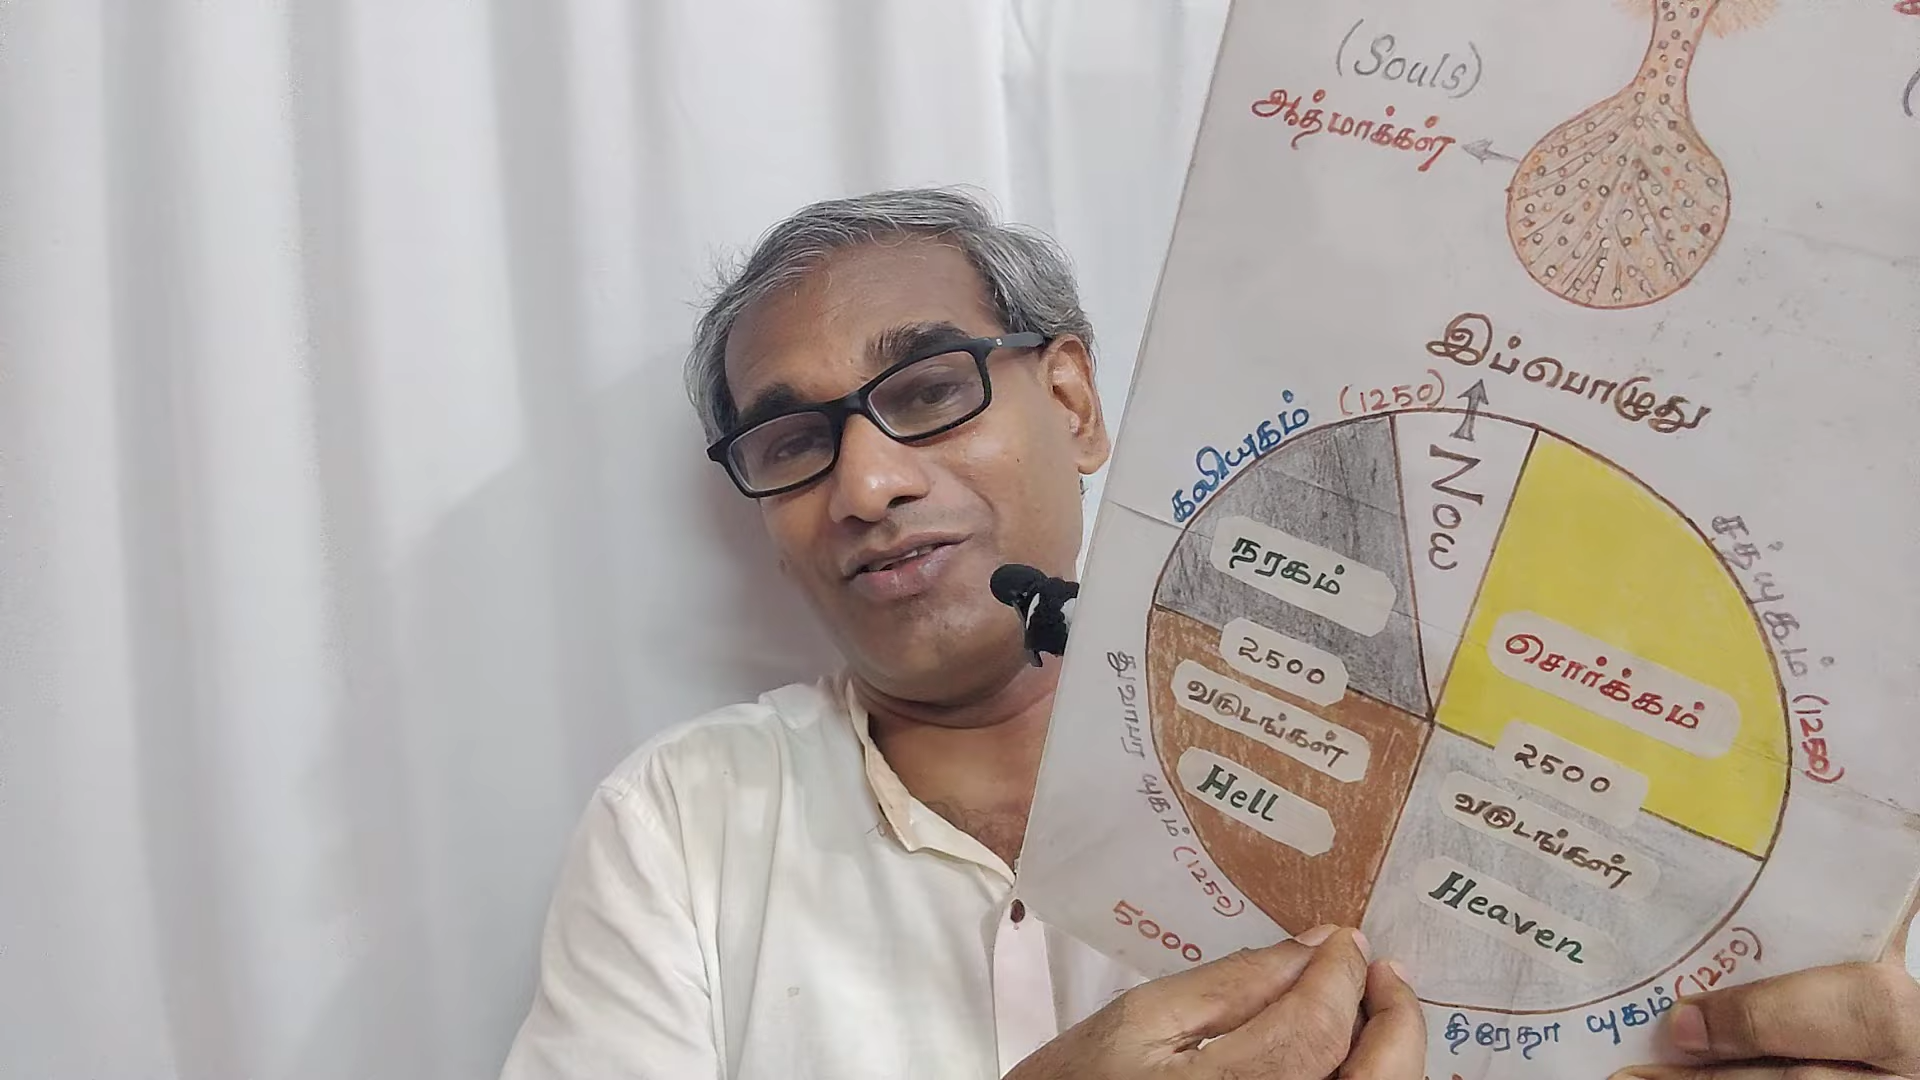 (Souls)
ஆத்மாக்கள்
இப்பொழுது
Now
கலியுகம் (1250)
நரகம்
2500
வருடங்கள்
Hell
துவாபர யுகம் (1250)
சத்யுகம் (1250)
சொர்க்கம்
2500
வருடங்கள்
Heaven
திரேதா யுகம் (1250)
5000